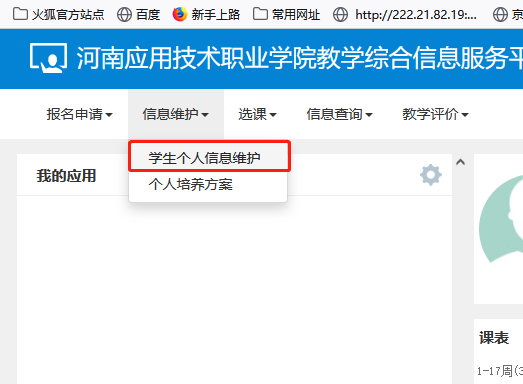 火狐官方站点 百度 新手上路 常用网址 http://222.21.82.19:... 京
河南应用技术职业学院教学综合信息服务平
报名申请 信息维护 选课 信息查询 教学评价
学生个人信息维护
个人培养方案
我的应用
课表
1-17周(3